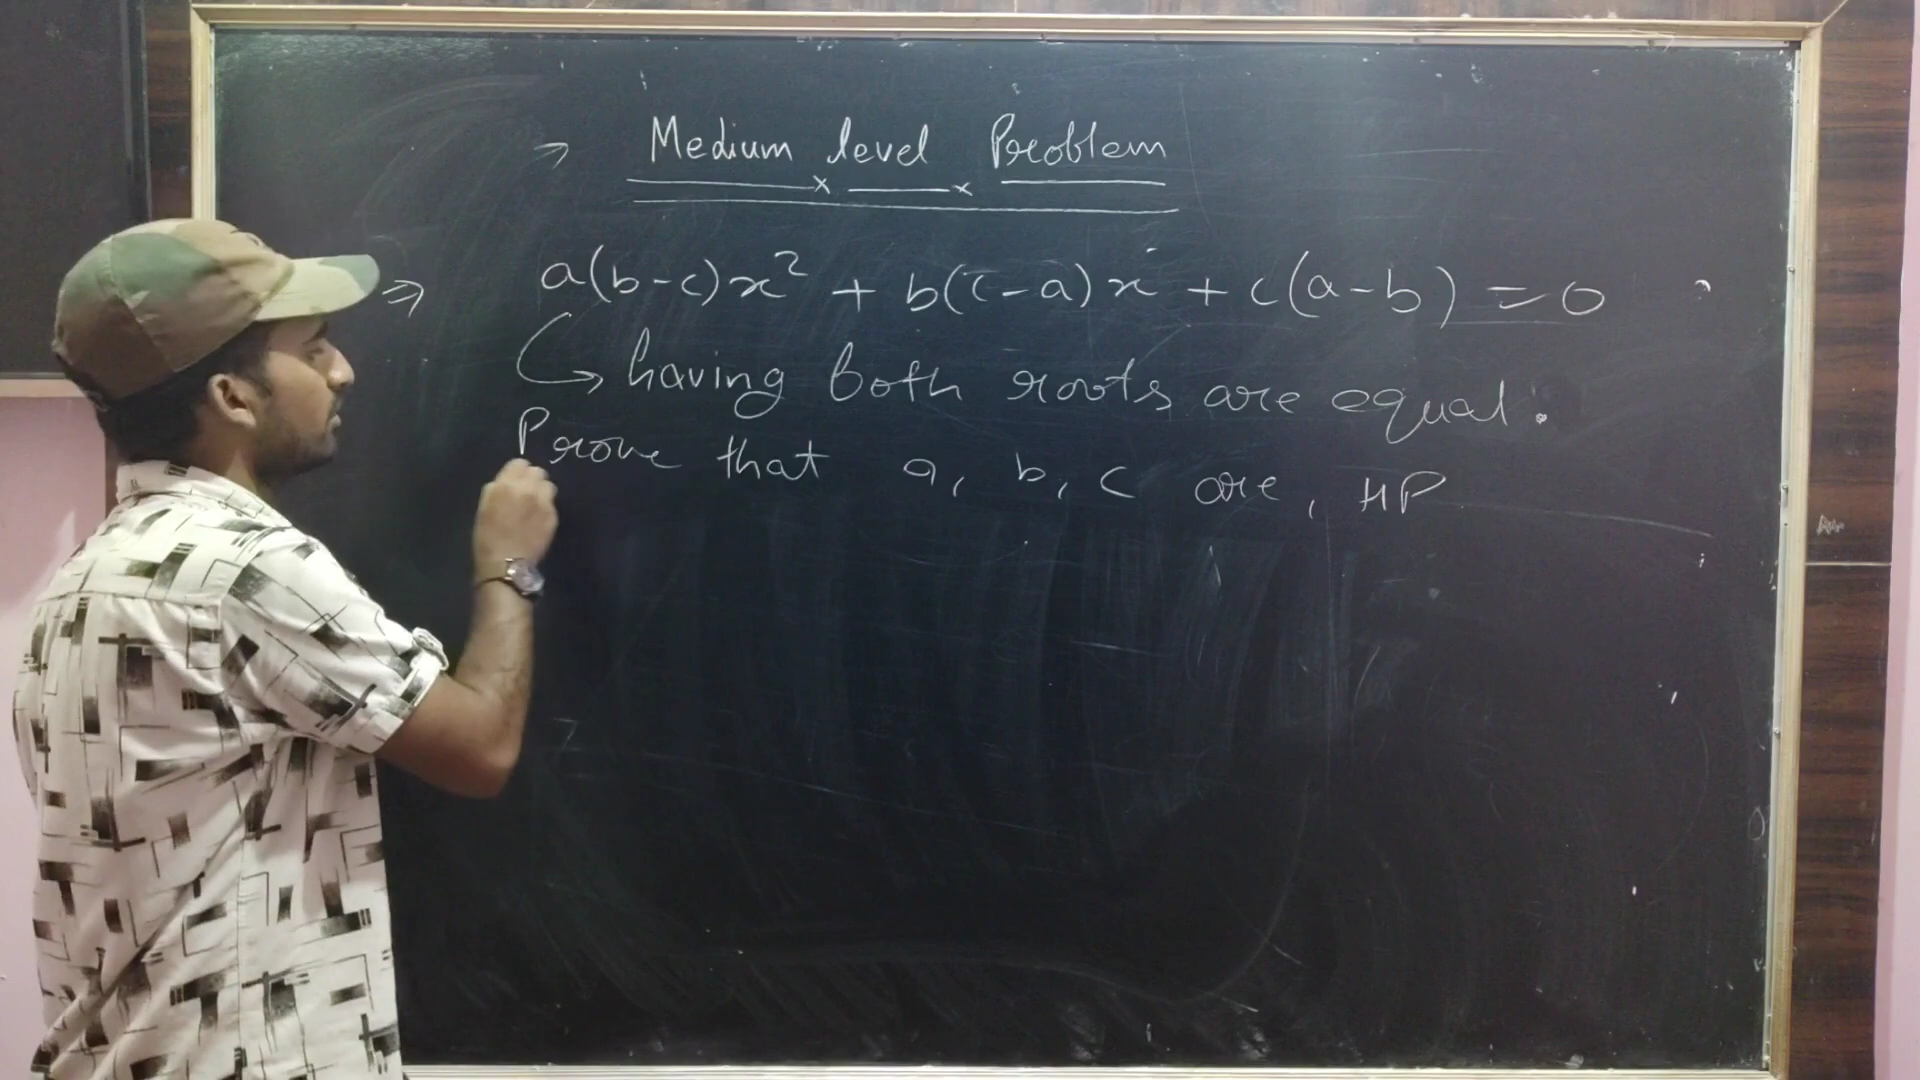 → Medium level Problem
⇒ a(b-c)x² + b(c-a)x + c(a-b) = 0
↳ having both roots are equal.
Prove that a, b, c are, HP